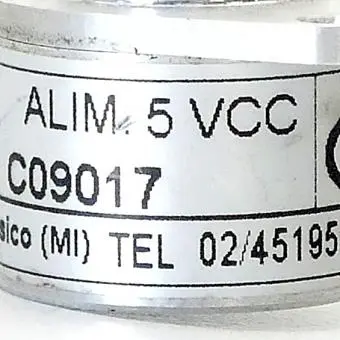 ALIM. 5 VCC
C09017
sico (MI) TEL 02/45195